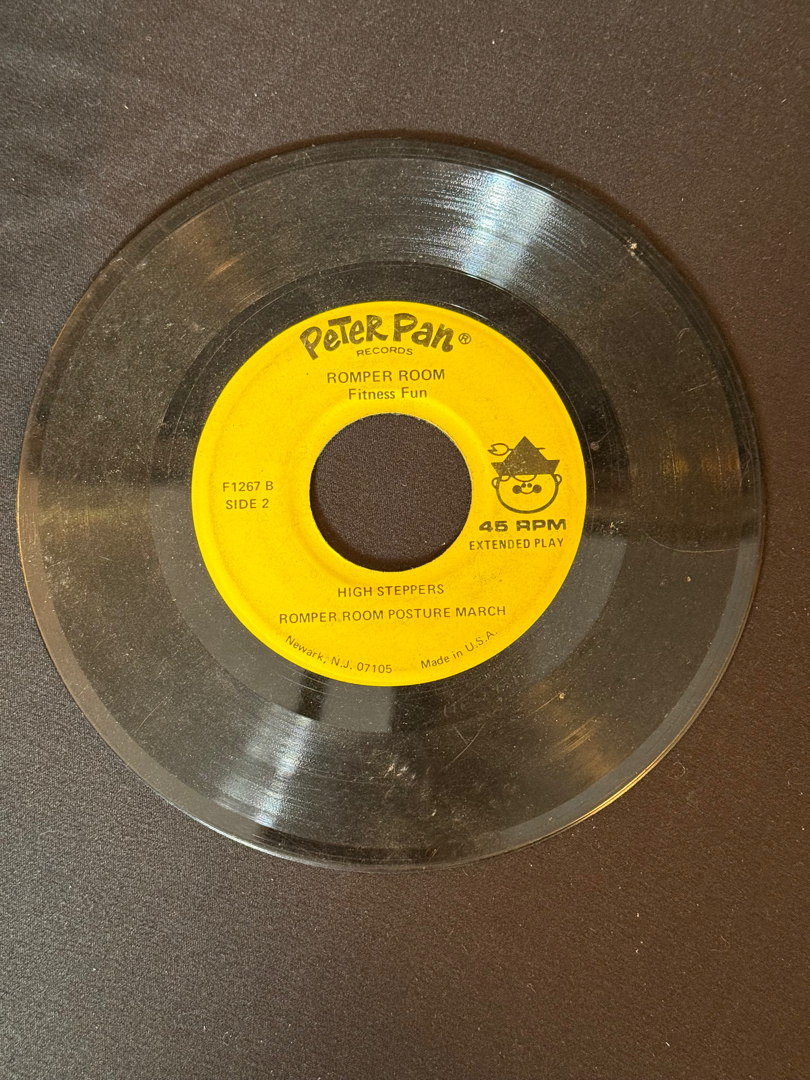 PETER PAN®
RECORDS
ROMPER ROOM
Fitness Fun
F1267 B
SIDE 2
45 RPM
EXTENDED PLAY
HIGH STEPPERS
ROMPER ROOM POSTURE MARCH
Newark, N.J. 07105 Made in U.S.A.